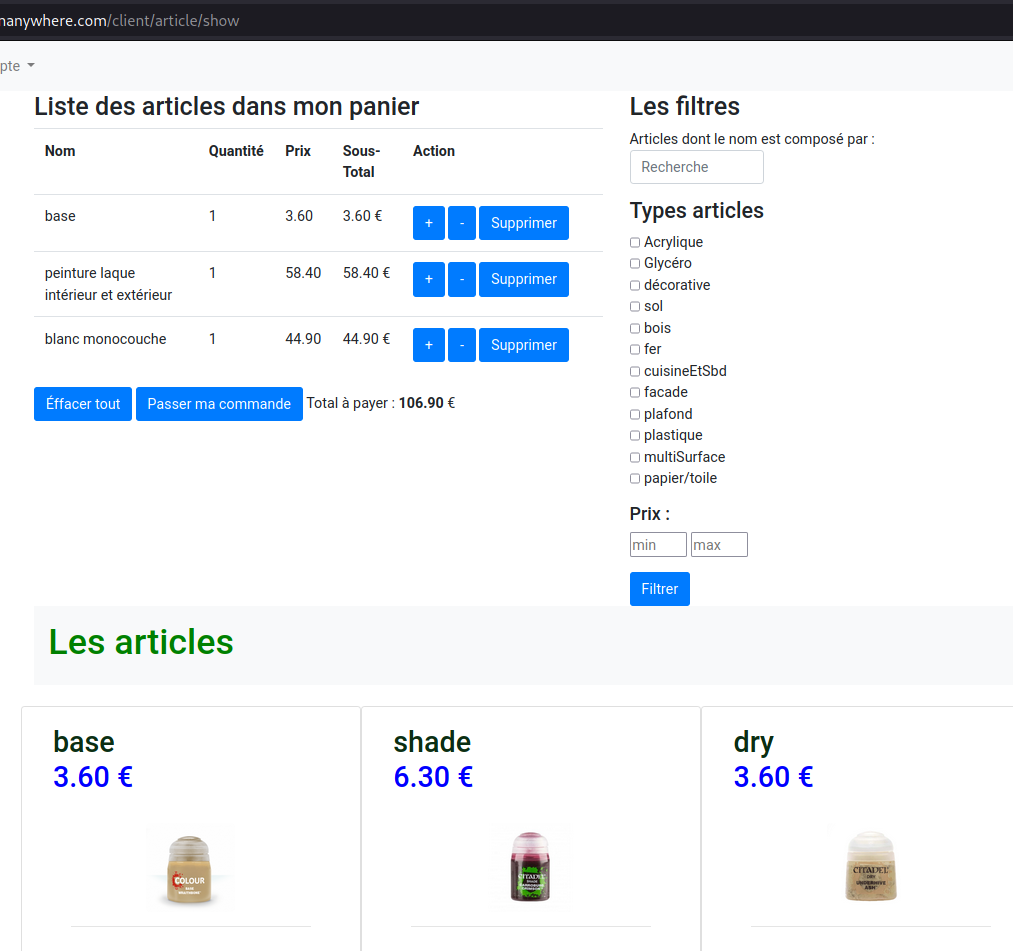 nanywhere.com/client/article/show
pte
Liste des articles dans mon panier
Nom Quantité Prix Sous-Total Action
base 1 3.60 3.60 € + - Supprimer
peinture laque intérieur et extérieur 1 58.40 58.40 € + - Supprimer
blanc monocouche 1 44.90 44.90 € + - Supprimer
Éffacer tout Passer ma commande Total à payer : 106.90 €
Les filtres
Articles dont le nom est composé par :
Recherche
Types articles
Acrylique
Glycéro
décorative
sol
bois
fer
cuisineEtSbd
facade
plafond
plastique
multiSurface
papier/toile
Prix :
min max
Filtrer
Les articles
base
3.60 €
COLOUR
shade
6.30 €
CITADEL
dry
3.60 €
CITADEL
DRY
UNDERHIVE
ASH